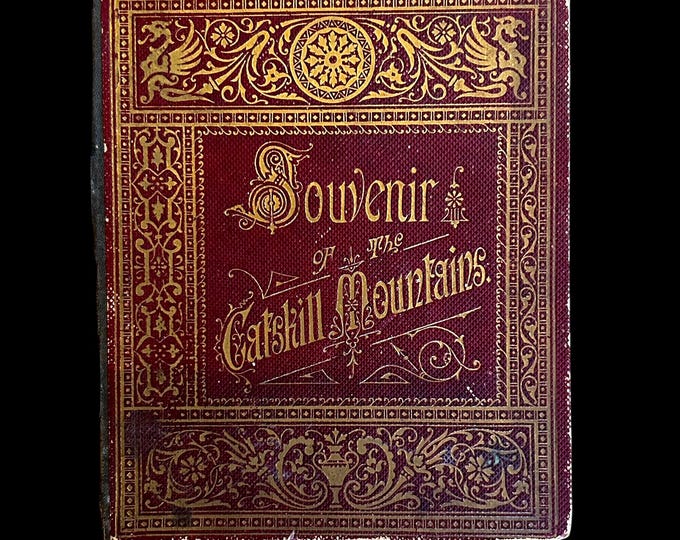 Souvenir
of the
Catskill Mountains.